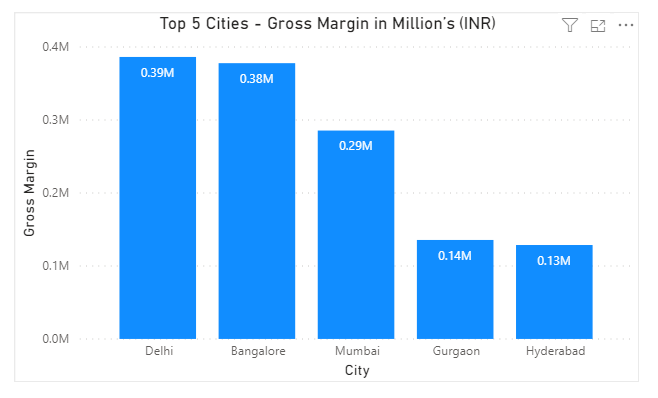 Top 5 Cities - Gross Margin in Million's (INR)
0.4M
0.3M
0.2M
0.1M
0.0M
Gross Margin
0.39M
0.38M
0.29M
0.14M
0.13M
Delhi
Bangalore
Mumbai
Gurgaon
Hyderabad
City